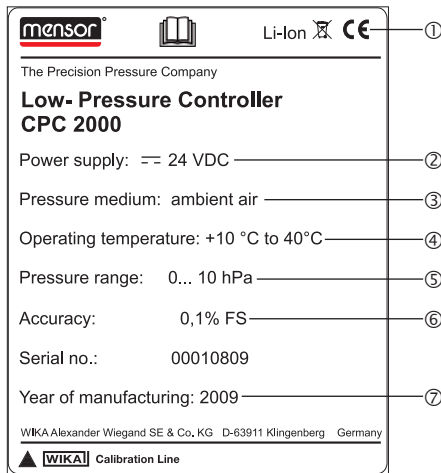 mensor Li-Ion CE ①
The Precision Pressure Company
Low- Pressure Controller
CPC 2000
Power supply: 24 VDC ②
Pressure medium: ambient air ③
Operating temperature: +10 °C to 40°C ④
Pressure range: 0... 10 hPa ⑤
Accuracy: 0,1% FS ⑥
Serial no.: 00010809
Year of manufacturing: 2009 ⑦
WIKA Alexander Wiegand SE & Co. KG D-63911 Klingenberg Germany
WIKA Calibration Line